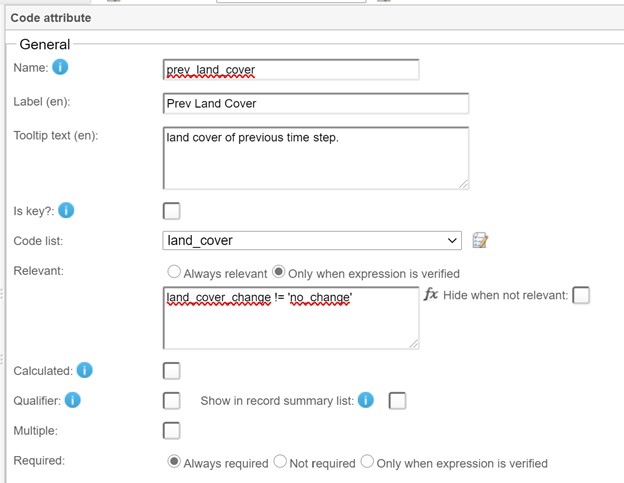 Code attribute
General
Name: i prev_land_cover
Label (en): Prev Land Cover
Tooltip text (en): land cover of previous time step.
Is key?: i
Code list: land_cover
Relevant: Always relevant Only when expression is verified
land_cover_change != 'no_change' fx Hide when not relevant:
Calculated: i
Qualifier: i Show in record summary list: i
Multiple:
Required: Always required Not required Only when expression is verified